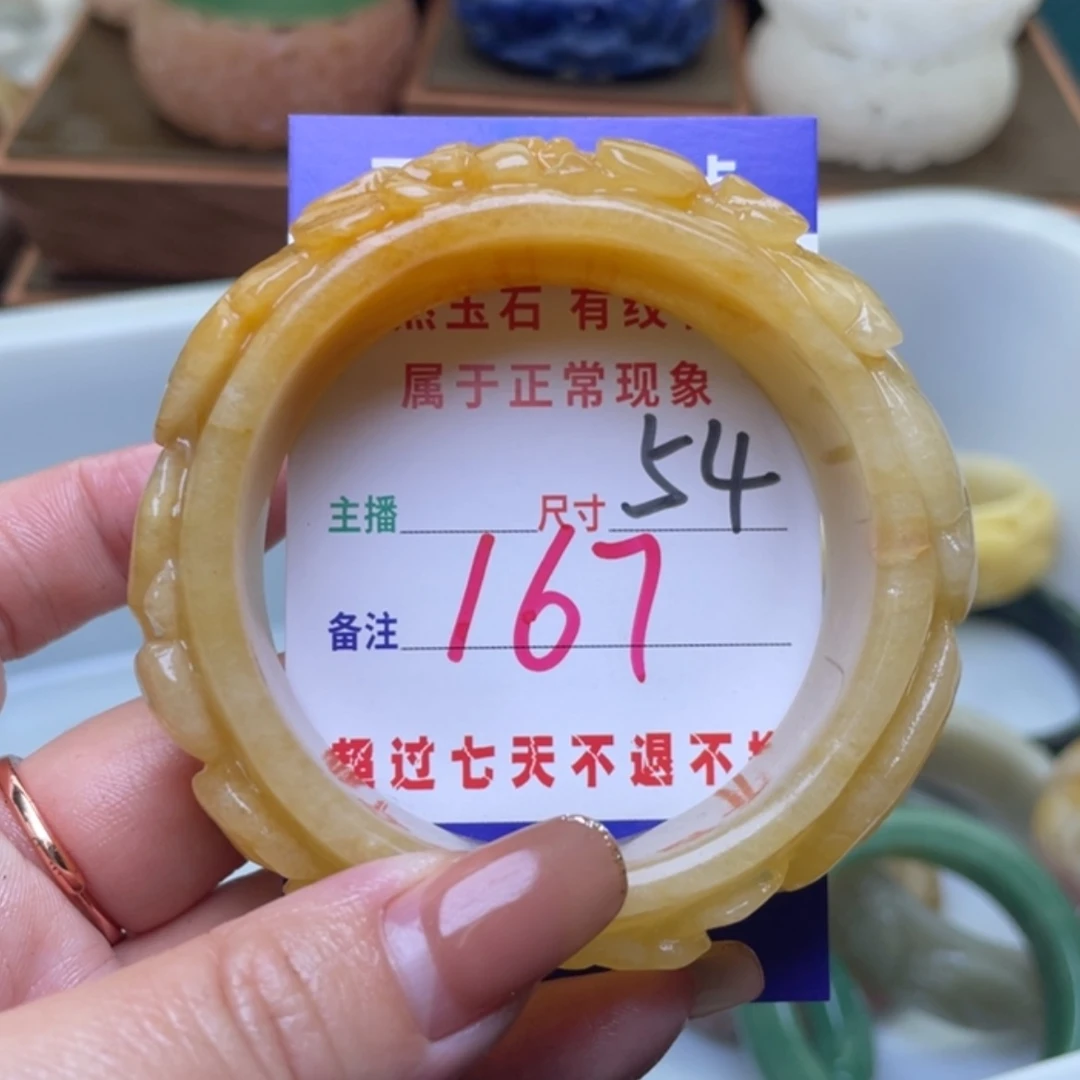 玉石 有纹
属于正常现象
主播 尺寸 54
备注 167
超过七天不退不